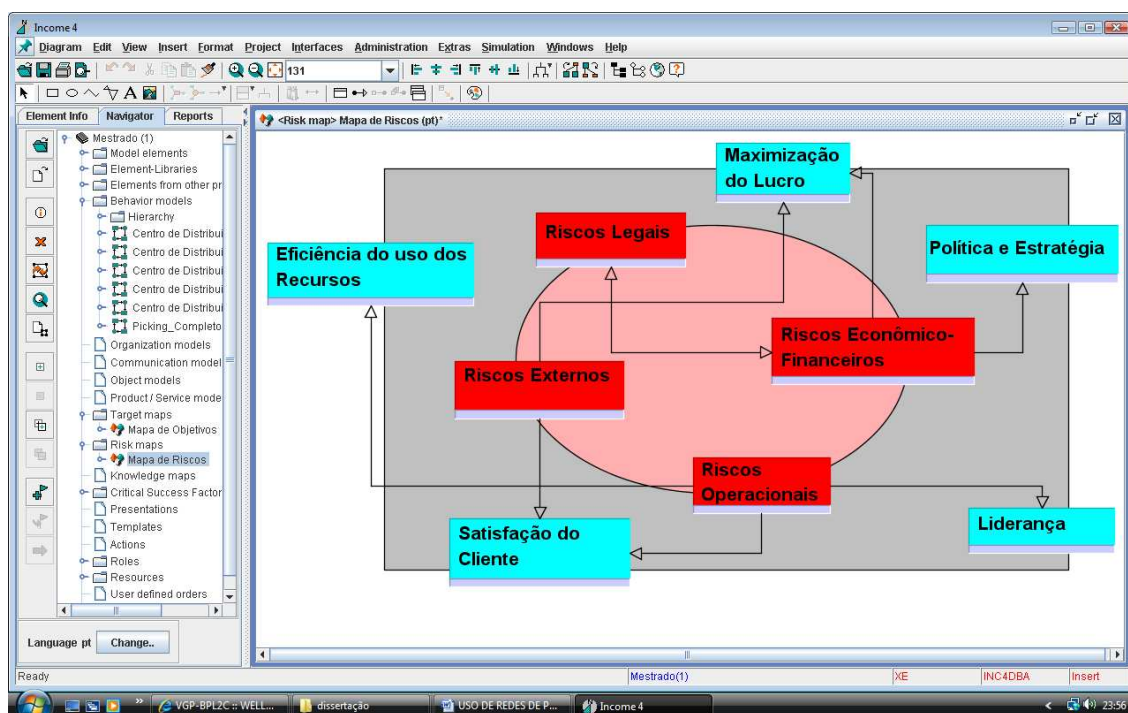 Income 4
Diagram Edit View Insert Format Project Interfaces Administration Extras Simulation Windows Help
131
Element Info Navigator Reports
Mestrado (1)
Model elements
Element-Libraries
Elements from other pr
Behavior models
Hierarchy
Centro de Distribui
Centro de Distribui
Centro de Distribui
Centro de Distribui
Centro de Distribui
Picking_Completo
Organization models
Communication model
Object models
Product / Service mode
Target maps
Mapa de Objetivos
Risk maps
Mapa de Riscos
Knowledge maps
Critical Success Factor
Presentations
Templates
Actions
Roles
Resources
User defined orders
Language pt Change..
<Risk map> Mapa de Riscos (pt)*
Maximização
do Lucro
Riscos Legais
Eficiência do uso dos
Recursos
Política e Estratégia
Riscos Econômico-
Financeiros
Riscos Externos
Riscos
Operacionais
Satisfação do
Cliente
Liderança
Ready Mestrado(1) XE INC4DBA Insert
VGP-BPL2C :: WELL... dissertação USO DE REDES DE P... Income 4 23:56